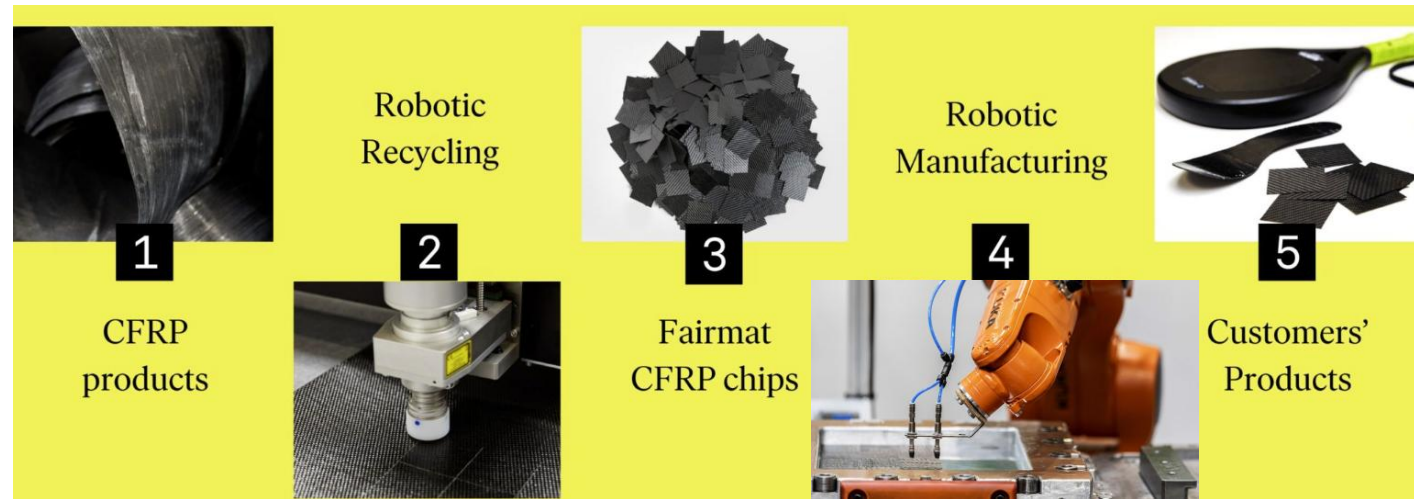 1
CFRP
products
Robotic
Recycling
2
3
Fairmat
CFRP chips
Robotic
Manufacturing
4
5
Customers’
Products